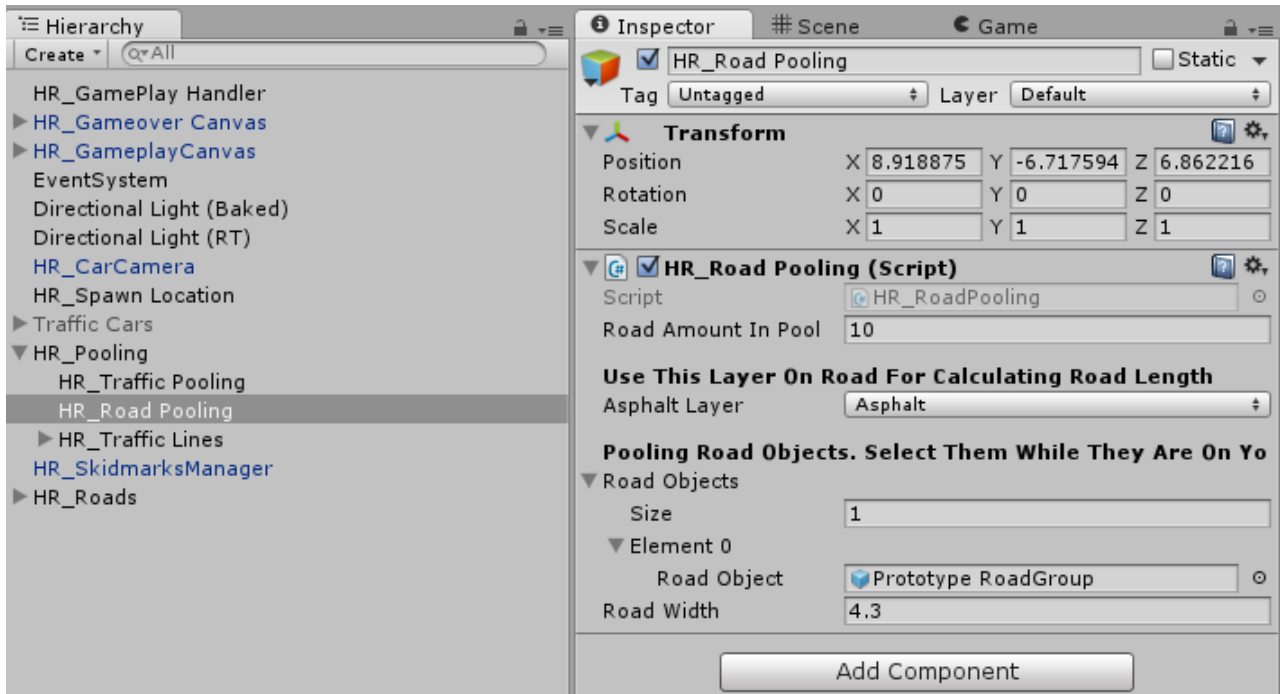 Hierarchy
Create
All
HR_GamePlay Handler
HR_Gameover Canvas
HR_GameplayCanvas
EventSystem
Directional Light (Baked)
Directional Light (RT)
HR_CarCamera
HR_Spawn Location
Traffic Cars
HR_Pooling
HR_Traffic Pooling
HR_Road Pooling
HR_Traffic Lines
HR_SkidmarksManager
HR_Roads
Inspector Scene Game
HR_Road Pooling Static
Tag Untagged Layer Default
Transform
Position X 8.918875 Y -6.717594 Z 6.862216
Rotation X 0 Y 0 Z 0
Scale X 1 Y 1 Z 1
HR_Road Pooling (Script)
Script HR_RoadPooling
Road Amount In Pool 10
Use This Layer On Road For Calculating Road Length
Asphalt Layer Asphalt
Pooling Road Objects. Select Them While They Are On Yo
Road Objects
Size 1
Element 0
Road Object Prototype RoadGroup
Road Width 4.3
Add Component